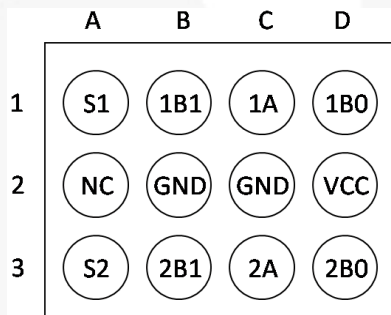 A B C D
1 S1 1B1 1A 1B0
2 NC GND GND VCC
3 S2 2B1 2A 2B0